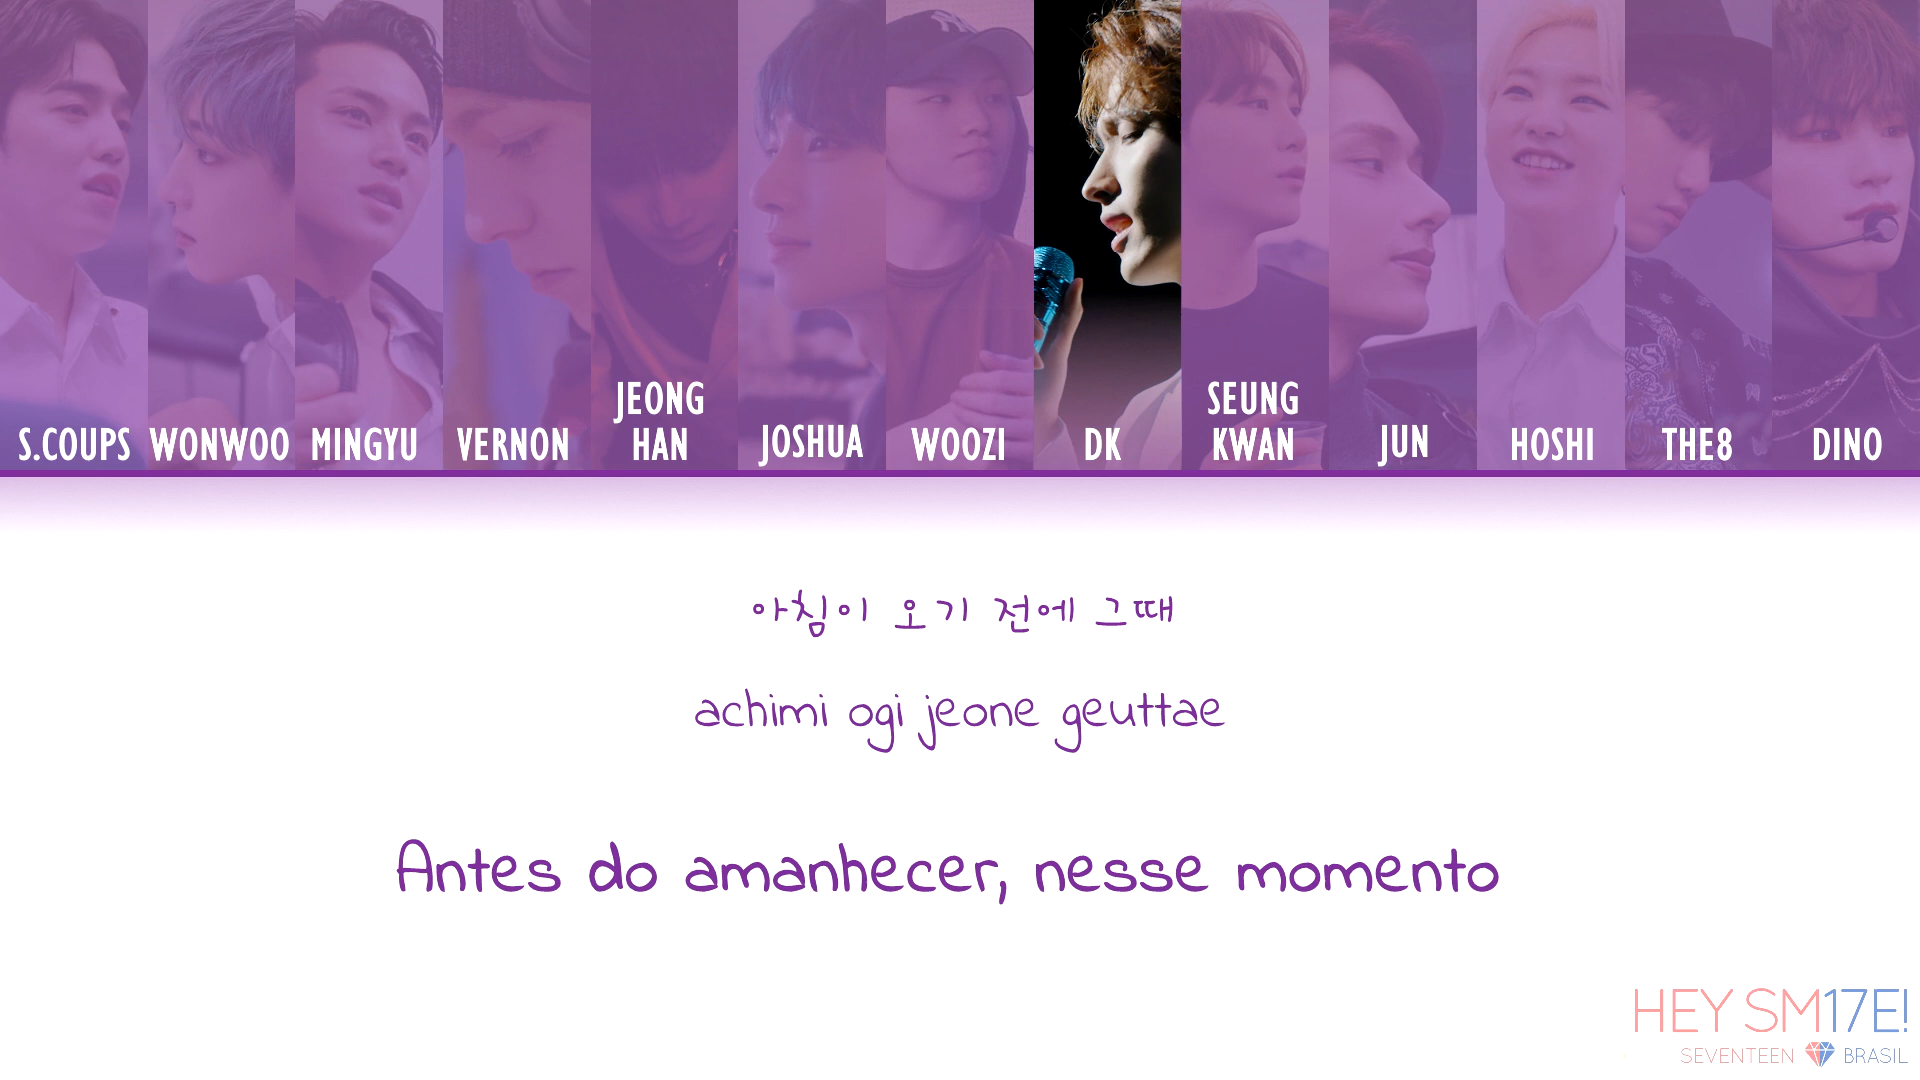 S.COUPS
WONWOO
MINGYU
VERNON
JEONG
HAN
JOSHUA
WOOZI
DK
SEUNG
KWAN
JUN
HOSHI
THE8
DINO
아침이 오기 전에 그때
achimi ogi jeone geuttae
Antes do amanhecer, nesse momento
HEY SM17E!
SEVENTEEN BRASIL